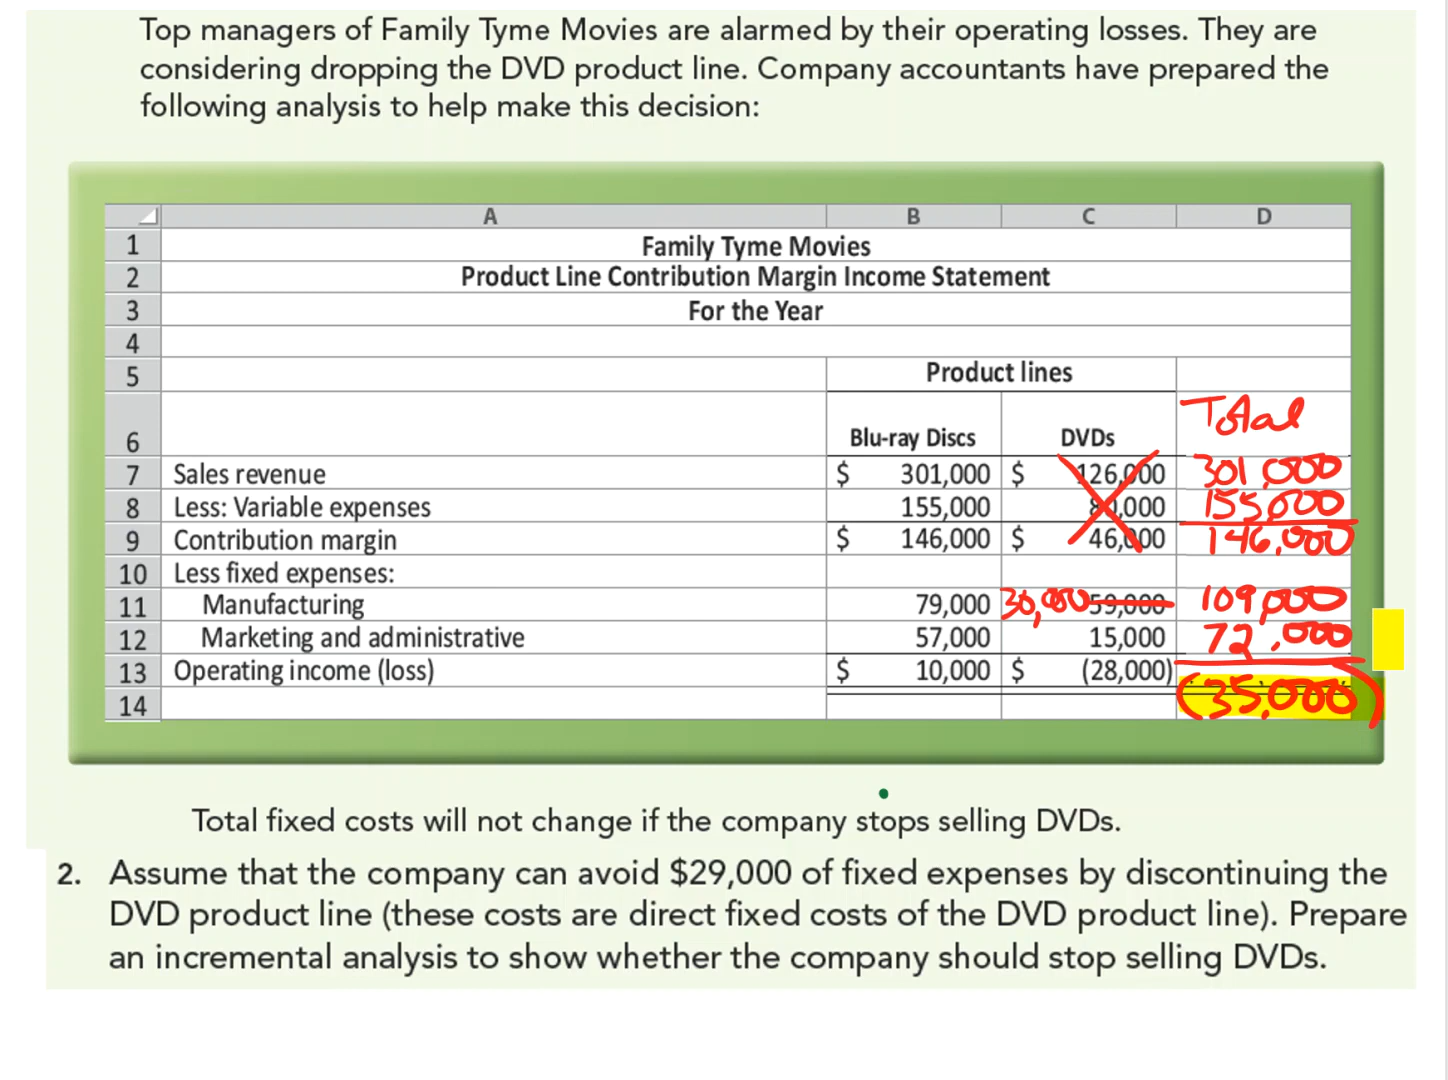 Top managers of Family Tyme Movies are alarmed by their operating losses. They are
considering dropping the DVD product line. Company accountants have prepared the
following analysis to help make this decision:
A B C D
1 Family Tyme Movies
2 Product Line Contribution Margin Income Statement
3 For the Year
4
5 Product lines
6 Blu-ray Discs DVDs Total
7 Sales revenue $ 301,000 $ 126,000 301,000
8 Less: Variable expenses 155,000 80,000 155,000
9 Contribution margin $ 146,000 $ 46,000 146,000
10 Less fixed expenses:
11 Manufacturing 79,000 30,000 59,000 109,000
12 Marketing and administrative 57,000 15,000 72,000
13 Operating income (loss) $ 10,000 $ (28,000)
14 (35,000)
Total fixed costs will not change if the company stops selling DVDs.
2. Assume that the company can avoid $29,000 of fixed expenses by discontinuing the
DVD product line (these costs are direct fixed costs of the DVD product line). Prepare
an incremental analysis to show whether the company should stop selling DVDs.